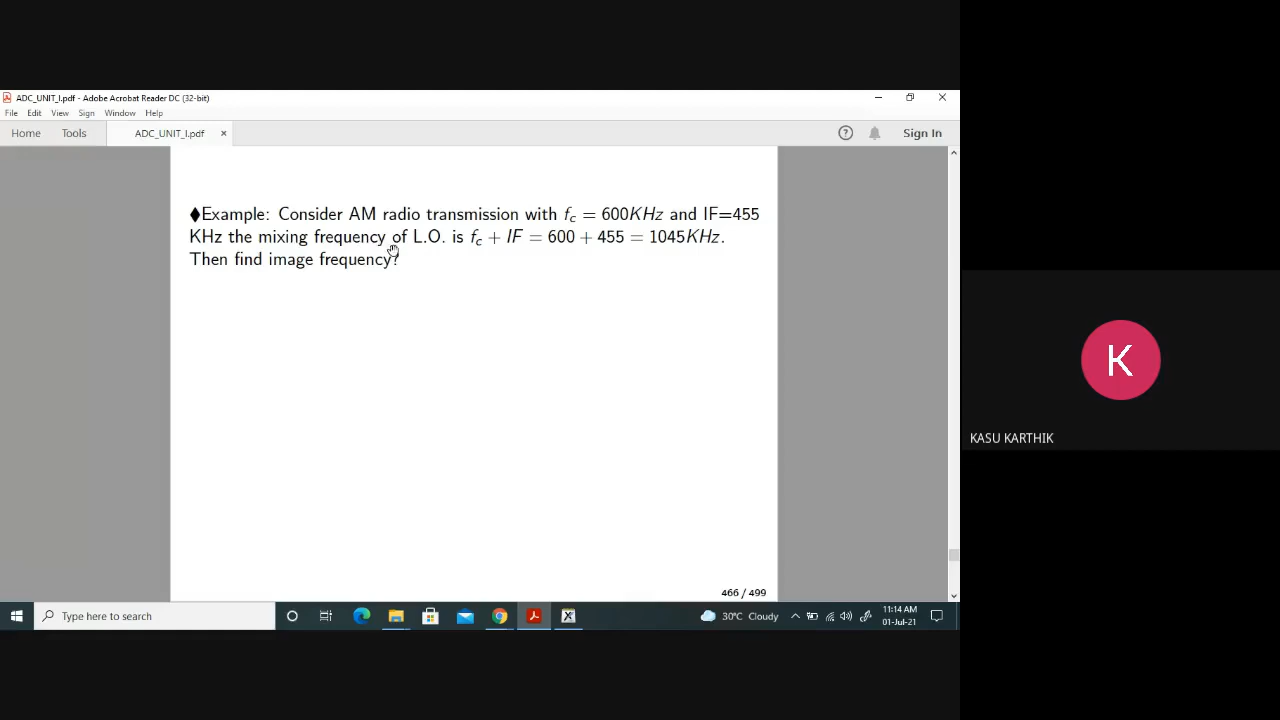 ADC_UNIT_I.pdf - Adobe Acrobat Reader DC (32-bit)
File Edit View Sign Window Help
Home Tools ADC_UNIT_I.pdf × ? Sign In
♦Example: Consider AM radio transmission with f_c = 600KHz and IF=455
KHz the mixing frequency of L.O. is f_c + IF = 600 + 455 = 1045KHz.
Then find image frequency?
K
KASU KARTHIK
466 / 499
Type here to search
30°C Cloudy
11:14 AM
01-Jul-21